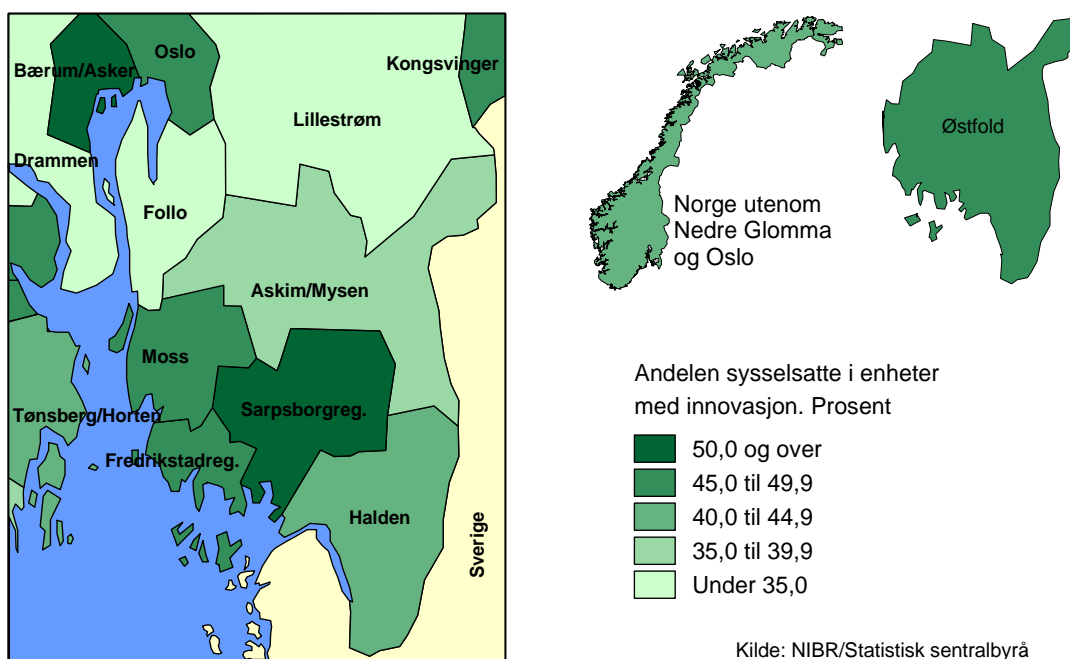 Oslo
Bærum/Asker
Kongsvinger
Lillestrøm
Drammen
Follo
Askim/Mysen
Moss
Tønsberg/Horten
Sarpsborgreg.
Fredrikstadreg.
Halden
Sverige
Norge utenom
Nedre Glomma
og Oslo
Østfold
Andelen sysselsatte i enheter
med innovasjon. Prosent
50,0 og over
45,0 til 49,9
40,0 til 44,9
35,0 til 39,9
Under 35,0
Kilde: NIBR/Statistisk sentralbyrå